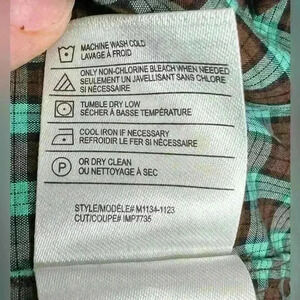 MACHINE WASH COLD
LAVAGE À FROID
ONLY NON-CHLORINE BLEACH WHEN NEEDED
SEULEMENT UN JAVELLISANT SANS CHLORE
SI NÉCESSAIRE
TUMBLE DRY LOW
SÉCHER À BASSE TEMPÉRATURE
COOL IRON IF NECESSARY
REFROIDIR LE FER SI NÉCESSAIRE
P
OR DRY CLEAN
OU NETTOYAGE À SEC
STYLE/MODÈLE# M1134-1123
CUT/COUPE# IMP7735